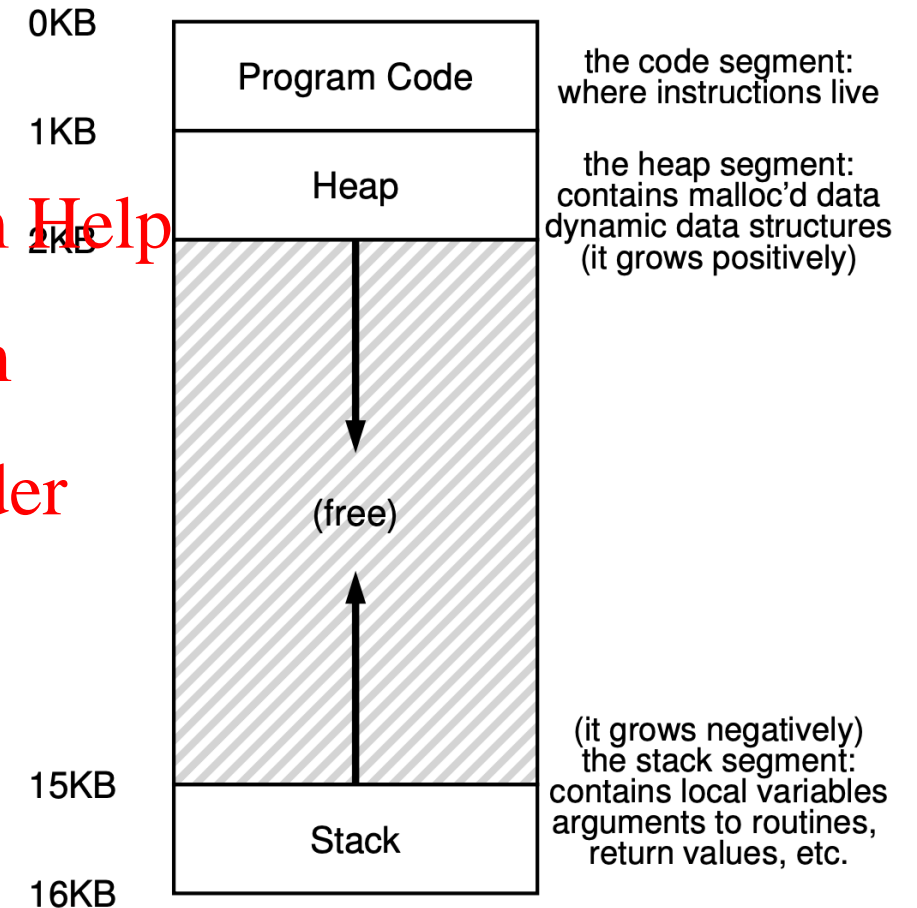 0KB
Program Code
the code segment:
where instructions live
1KB
Heap
the heap segment:
contains malloc'd data
dynamic data structures
(it grows positively)
Help
2KB
(free)
(it grows negatively)
the stack segment:
contains local variables
arguments to routines,
return values, etc.
15KB
Stack
16KB